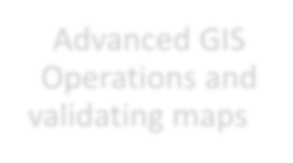 Advanced GIS
Operations and
validating maps